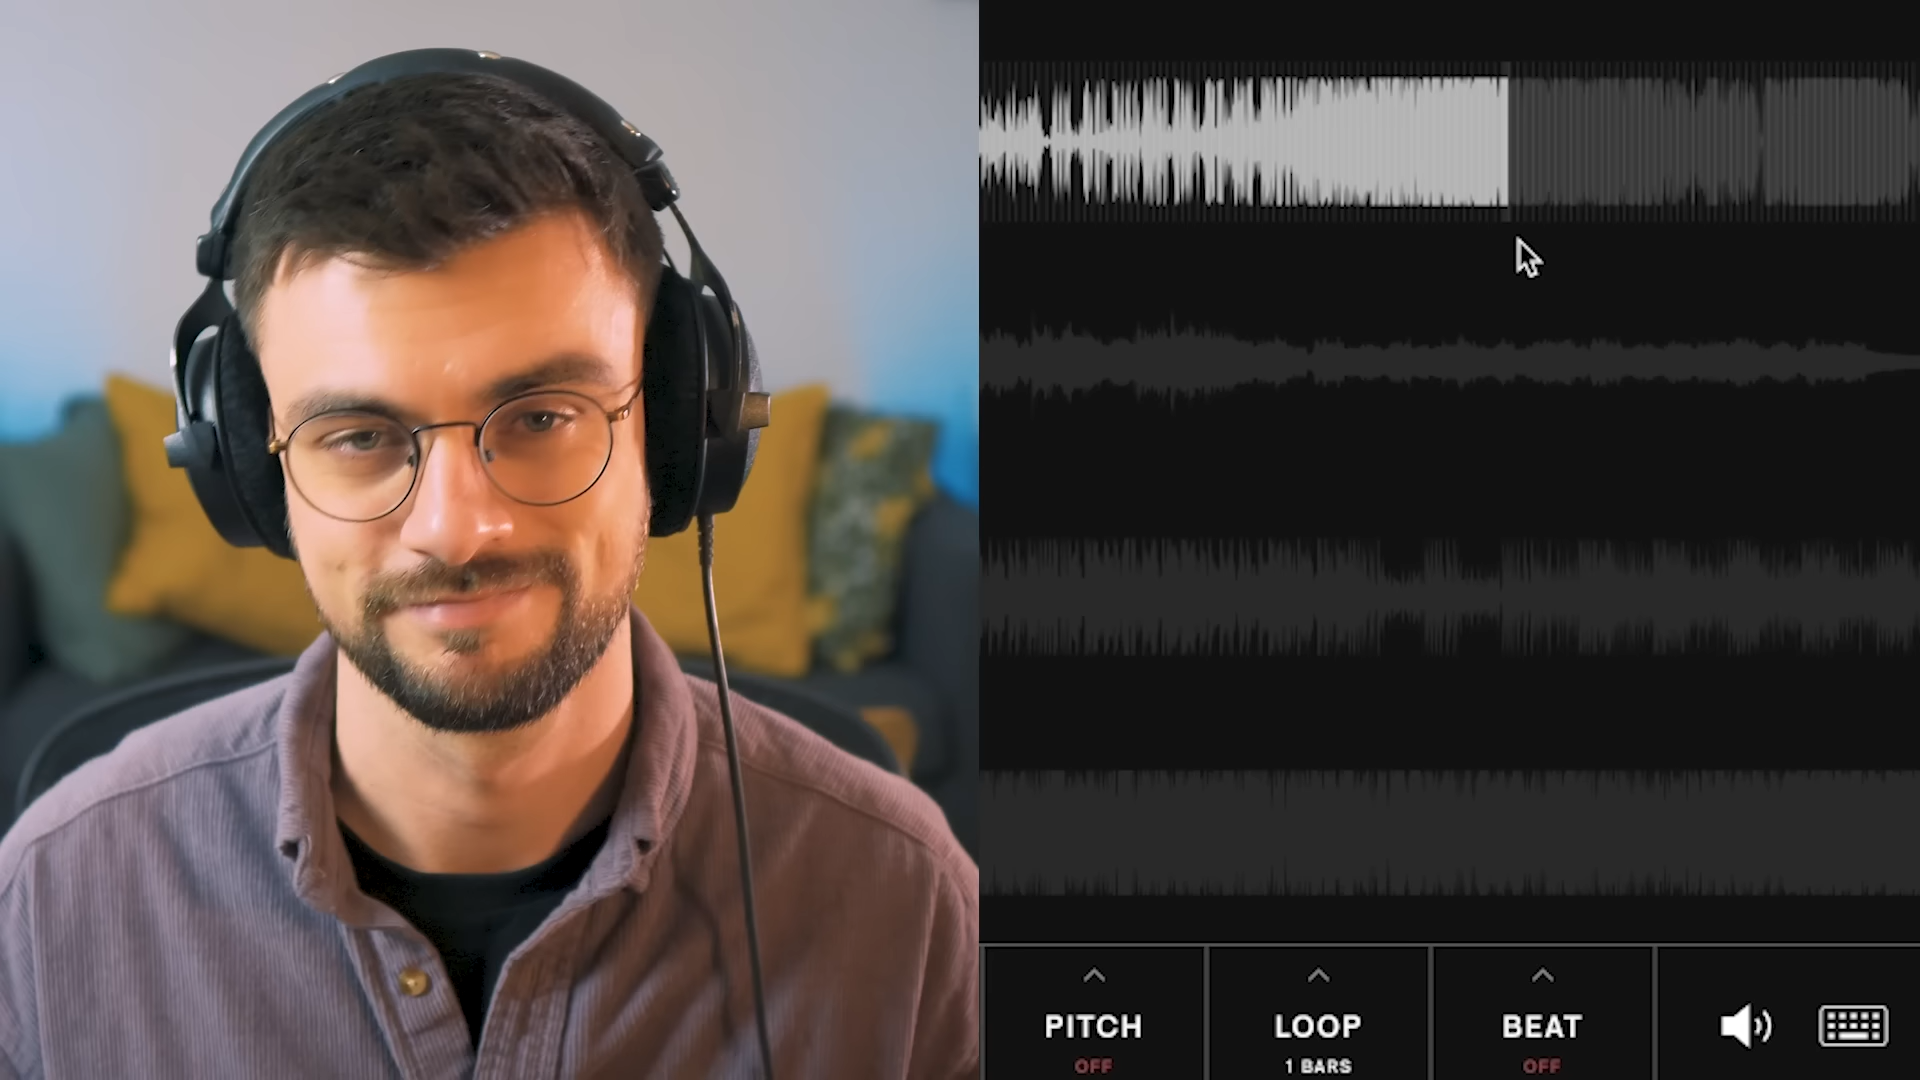 PITCH
OFF
LOOP
1 BARS
BEAT
OFF